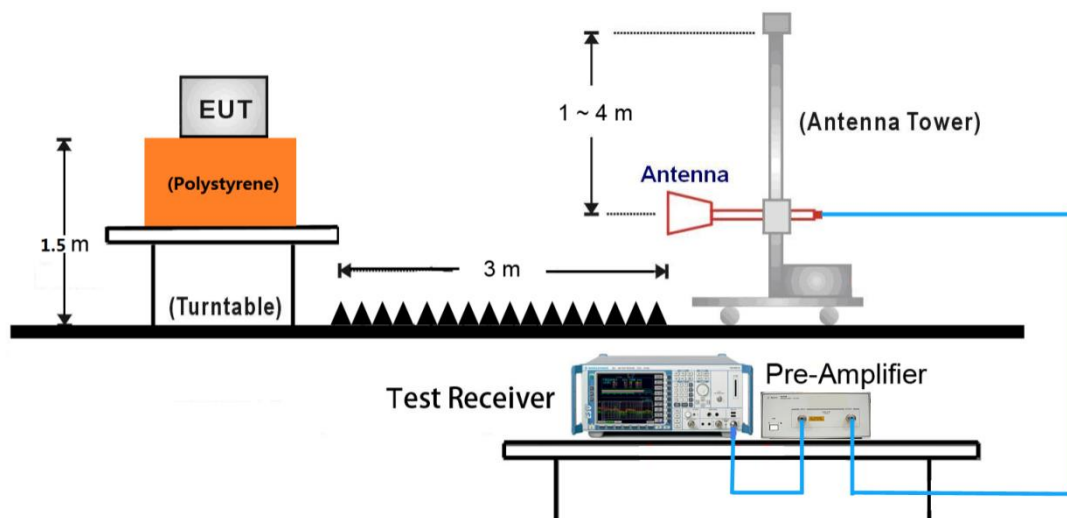 EUT
(Polystyrene)
1.5 m
(Turntable)
3 m
1 ~ 4 m
Antenna
(Antenna Tower)
Test Receiver
Pre-Amplifier